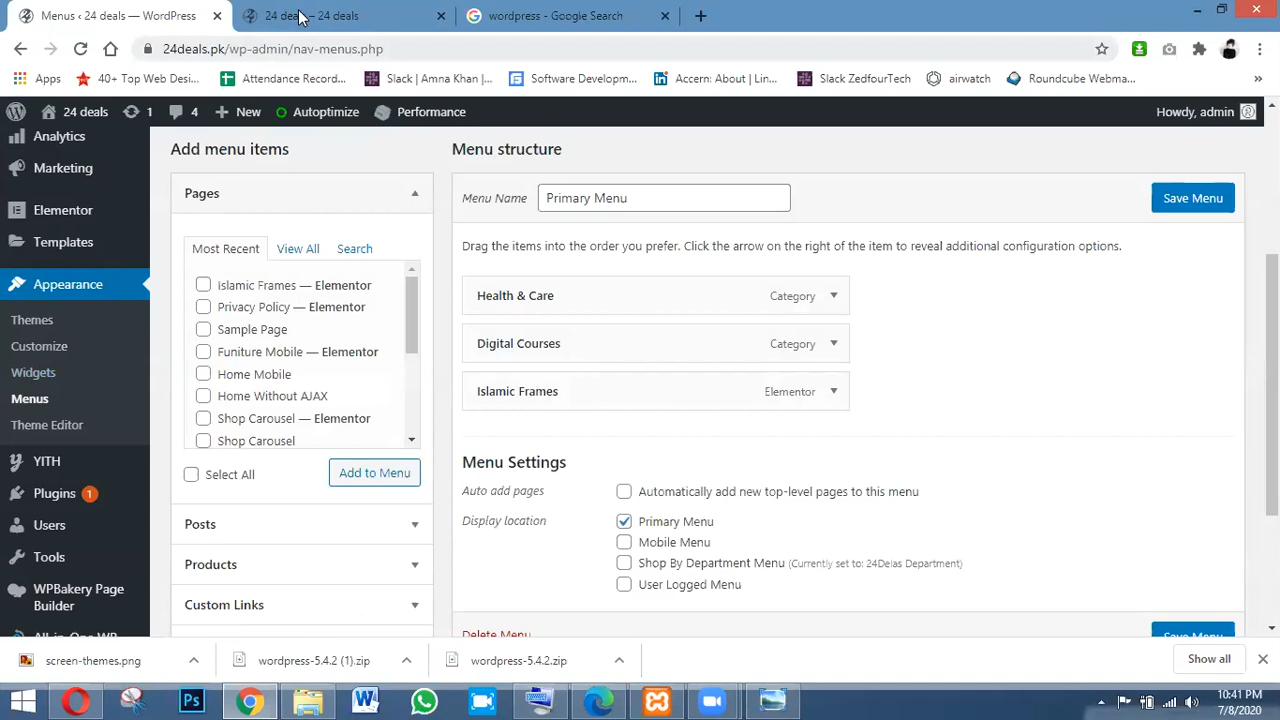 Menus ‹ 24 deals — WordPress
24 deals – 24 deals
wordpress - Google Search
24deals.pk/wp-admin/nav-menus.php
Apps
40+ Top Web Desi...
Attendance Record...
Slack | Amna Khan |...
Software Developm...
Accern: About | Lin...
Slack ZedfourTech
airwatch
Roundcube Webma...
24 deals
1
4
New
Autoptimize
Performance
Howdy, admin
Analytics
Marketing
Elementor
Templates
Appearance
Themes
Customize
Widgets
Menus
Theme Editor
YITH
Plugins 1
Users
Tools
WPBakery Page
Builder
All-in-One WP
Add menu items
Pages
Most Recent
View All
Search
Islamic Frames — Elementor
Privacy Policy — Elementor
Sample Page
Funiture Mobile — Elementor
Home Mobile
Home Without AJAX
Shop Carousel — Elementor
Shop Carousel
Select All
Add to Menu
Posts
Products
Custom Links
Menu structure
Menu Name
Primary Menu
Save Menu
Drag the items into the order you prefer. Click the arrow on the right of the item to reveal additional configuration options.
Health & Care
Category
Digital Courses
Category
Islamic Frames
Elementor
Menu Settings
Auto add pages
Automatically add new top-level pages to this menu
Display location
Primary Menu
Mobile Menu
Shop By Department Menu (Currently set to: 24Delas Department)
User Logged Menu
Delete Menu
Save Menu
screen-themes.png
wordpress-5.4.2 (1).zip
wordpress-5.4.2.zip
Show all
Ps
10:41 PM
7/8/2020